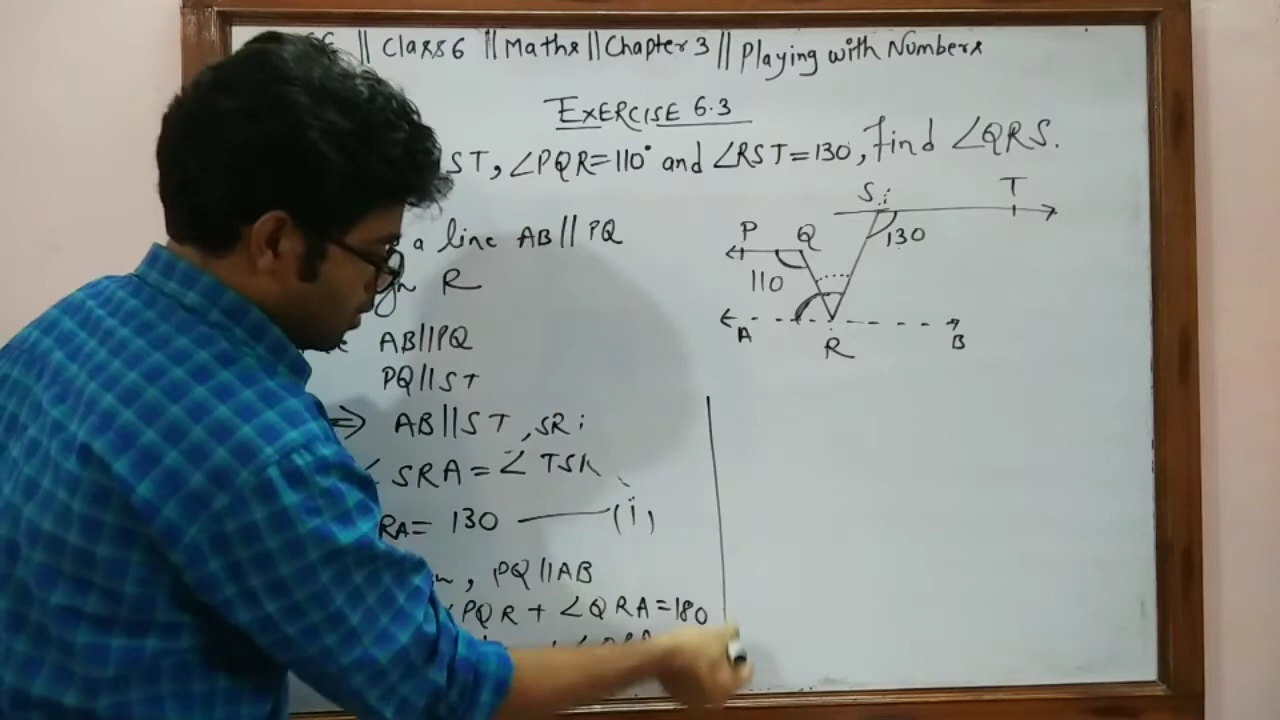 || Class 6 || Maths || Chapter 3 || Playing with Numbers
EXERCISE 6.3
ST, ∠PQR=110° and ∠RST=130, find ∠QRS.
a line AB || PQ
R
AB||PQ
PQ||ST
⇒ AB||ST, SR
∠SRA = ∠TSR
RA= 130 —— (i)
, PQ||AB
∠PQR + ∠QRA=180
S T
P Q 130
110
A B
R